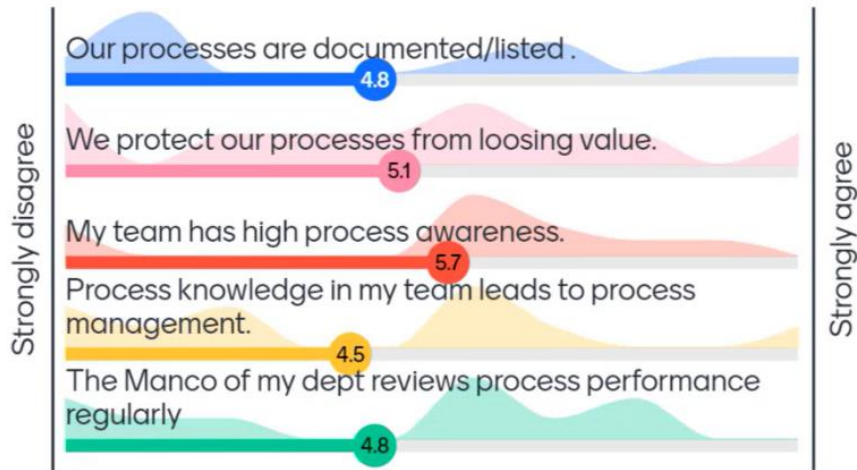 Strongly disagree
Our processes are documented/listed .
4.8
We protect our processes from loosing value.
5.1
My team has high process awareness.
5.7
Process knowledge in my team leads to process
management.
4.5
The Manco of my dept reviews process performance
regularly
4.8
Strongly agree